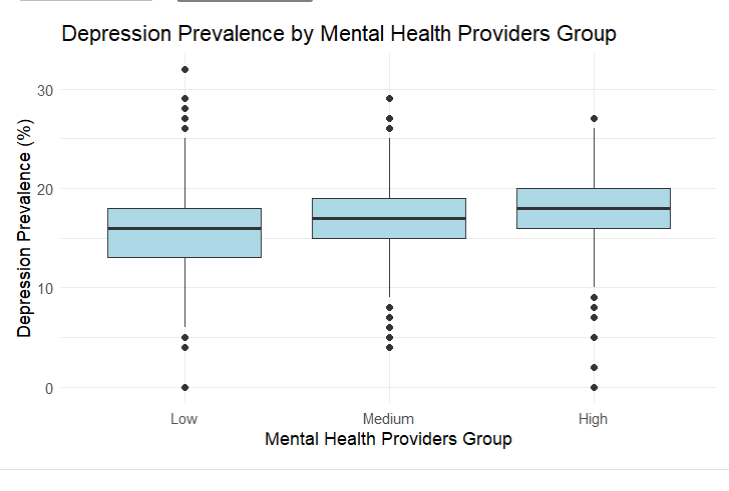 Depression Prevalence by Mental Health Providers Group
Depression Prevalence (%)
30
20
10
0
Low Medium High
Mental Health Providers Group